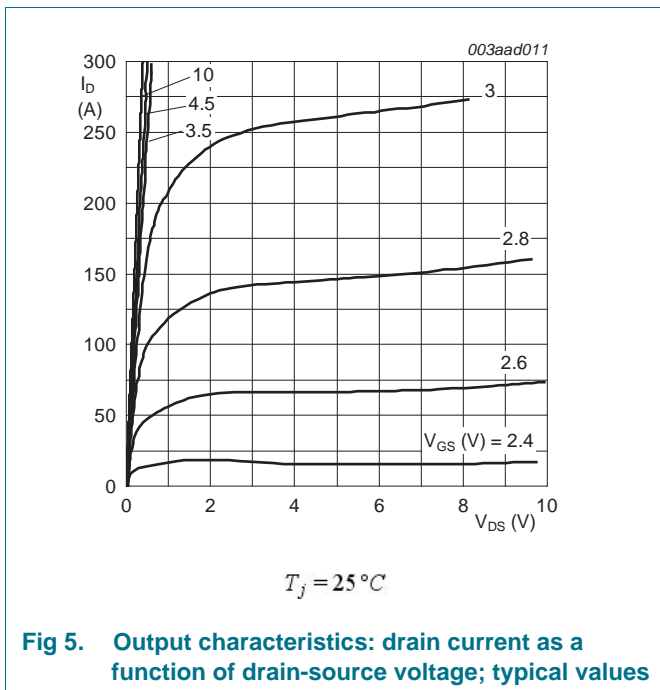 003aad011
300
I_D
(A)
250
200
150
100
50
0
10
4.5
3.5
3
2.8
2.6
V_GS (V) = 2.4
0
2
4
6
8
10
V_DS (V)
T_j = 25 °C
Fig 5. Output characteristics: drain current as a
function of drain-source voltage; typical values